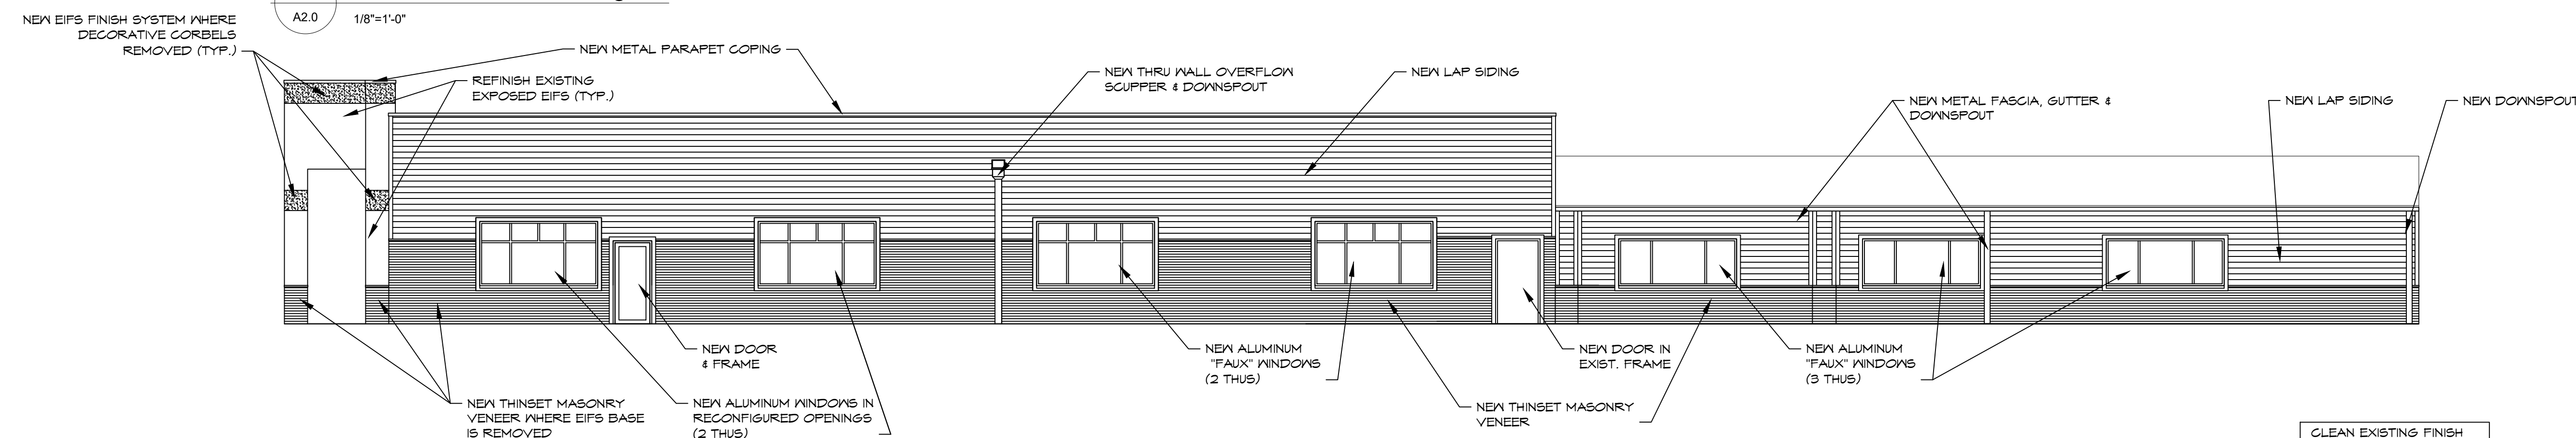 A2.0
1/8"=1'-0"
NEW EIFS FINISH SYSTEM WHERE
DECORATIVE CORBELS
REMOVED (TYP.)
NEW METAL PARAPET COPING
REFINISH EXISTING
EXPOSED EIFS (TYP.)
NEW THRU WALL OVERFLOW
SCUPPER & DOWNSPOUT
NEW LAP SIDING
NEW METAL FASCIA, GUTTER &
DOWNSPOUT
NEW LAP SIDING
NEW DOWNSPOUT
NEW DOOR
& FRAME
NEW ALUMINUM
"FAUX" WINDOWS
(2 THUS)
NEW DOOR IN
EXIST. FRAME
NEW ALUMINUM
"FAUX" WINDOWS
(3 THUS)
NEW THINSET MASONRY
VENEER WHERE EIFS BASE
IS REMOVED
NEW ALUMINUM WINDOWS IN
RECONFIGURED OPENINGS
(2 THUS)
NEW THINSET MASONRY
VENEER
CLEAN EXISTING FINISH